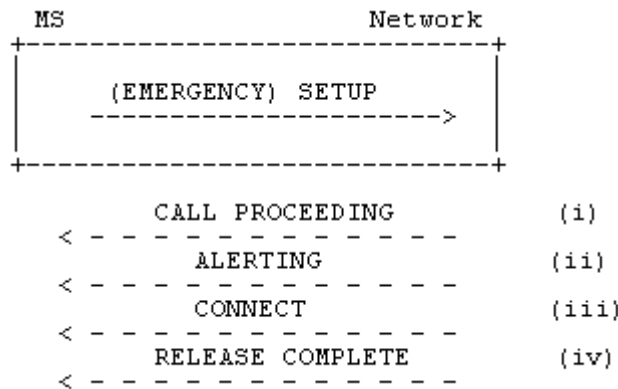 MS Network
(EMERGENCY) SETUP
CALL PROCEEDING (i)
ALERTING (ii)
CONNECT (iii)
RELEASE COMPLETE (iv)